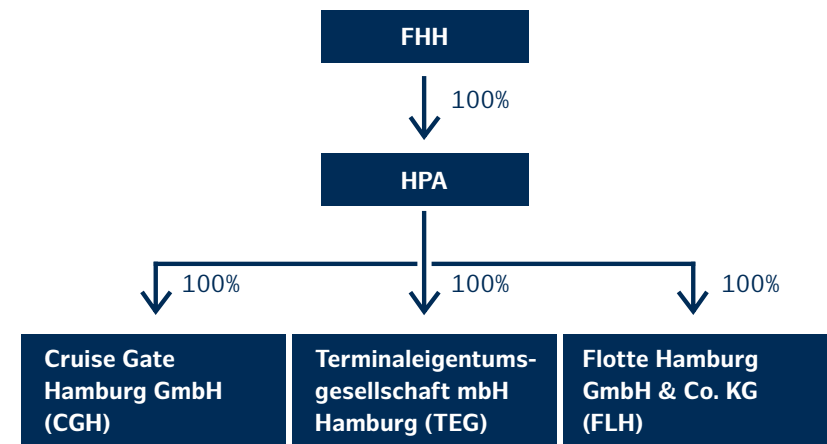 FHH
100%
HPA
100%
100%
100%
Cruise Gate
Hamburg GmbH
(CGH)
Terminaleigentums-
gesellschaft mbH
Hamburg (TEG)
Flotte Hamburg
GmbH & Co. KG
(FLH)